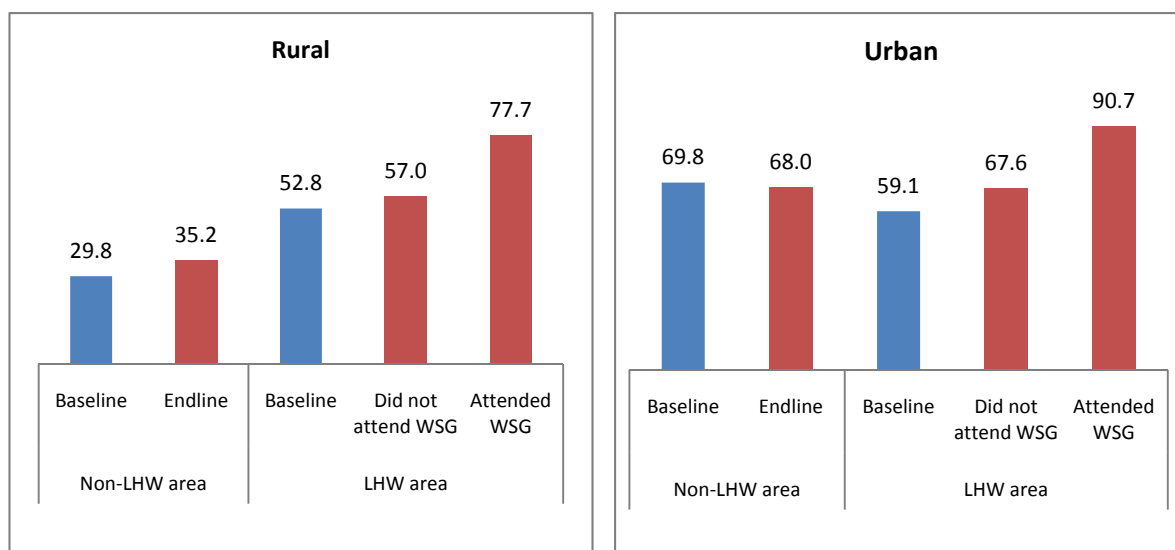 Rural
77.7
57.0
52.8
35.2
29.8
Baseline Endline Baseline Did not Attended
attend WSG WSG
Non-LHW area LHW area
Urban
90.7
69.8 68.0 67.6
59.1
Baseline Endline Baseline Did not Attended
attend WSG WSG
Non-LHW area LHW area